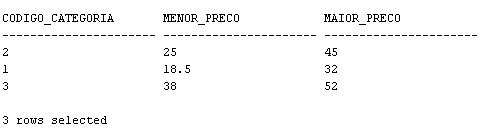 CODIGO_CATEGORIA MENOR_PRECO MAIOR_PRECO
---------------------- ---------------------- ----------------------
2 25 45
1 18.5 32
3 38 52
3 rows selected